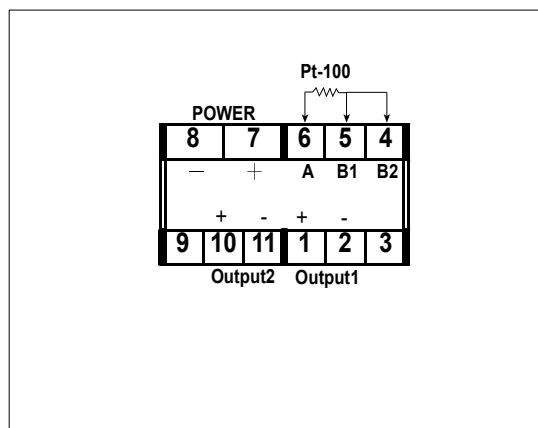 Pt-100
POWER
8 7 6 5 4
— + A B1 B2
+ - + -
9 10 11 1 2 3
Output2 Output1